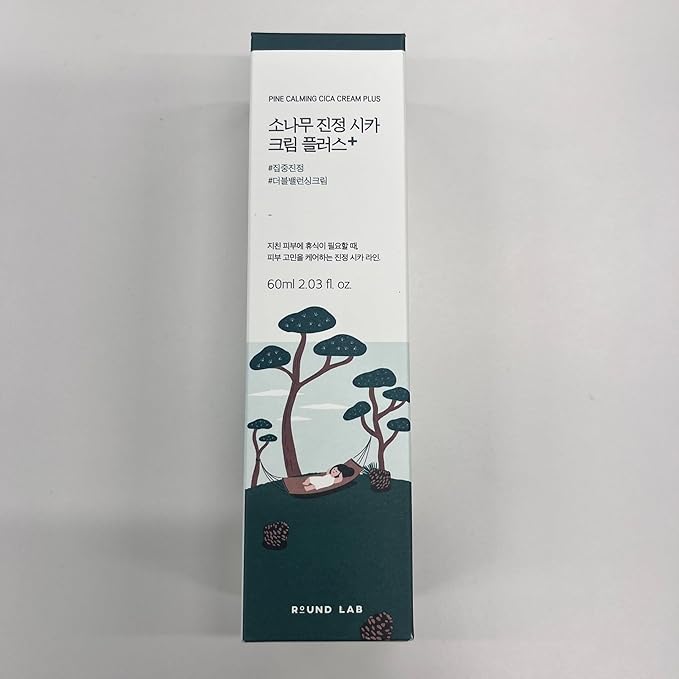 PINE CALMING CICA CREAM PLUS
소나무 진정 시카
크림 플러스+
#집중진정
#더블밸런싱크림
-
지친 피부에 휴식이 필요할 때,
피부 고민을 케어하는 진정 시카 라인.
60ml 2.03 fl. oz.
ROUND LAB